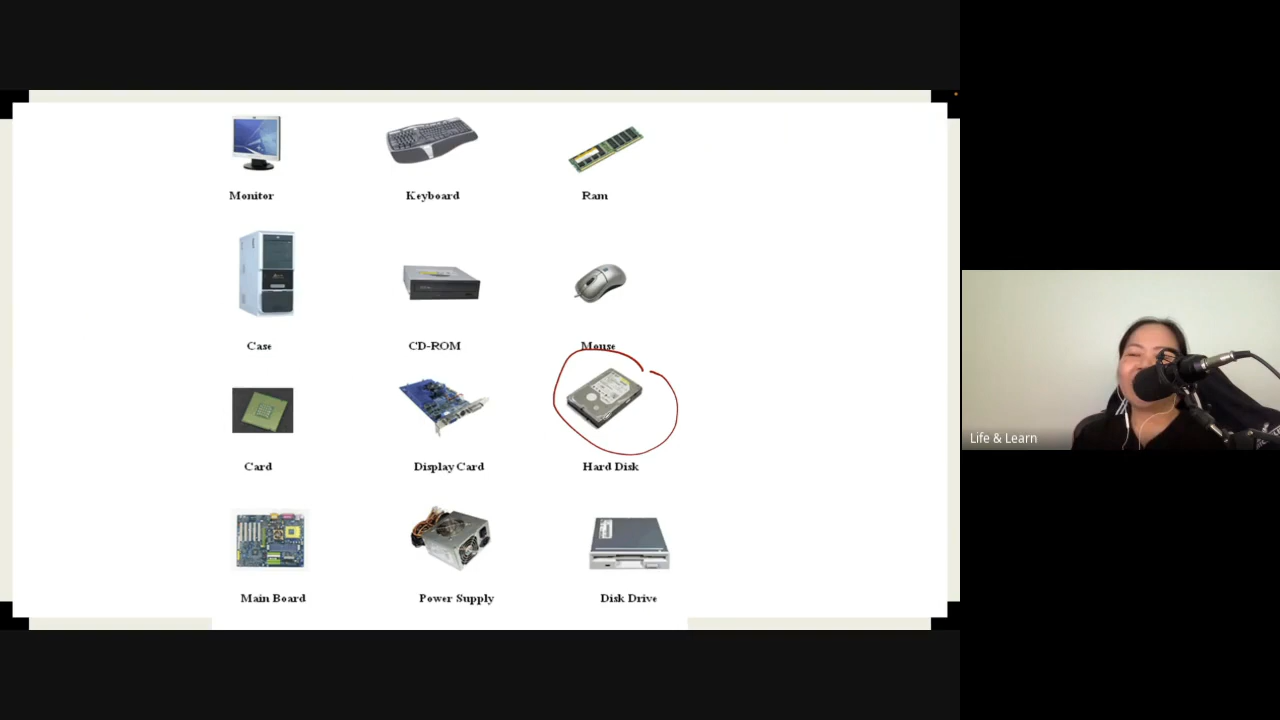 Monitor
Keyboard
Ram
Case
CD-ROM
Mouse
Card
Display Card
Hard Disk
Main Board
Power Supply
Disk Drive
Life & Learn